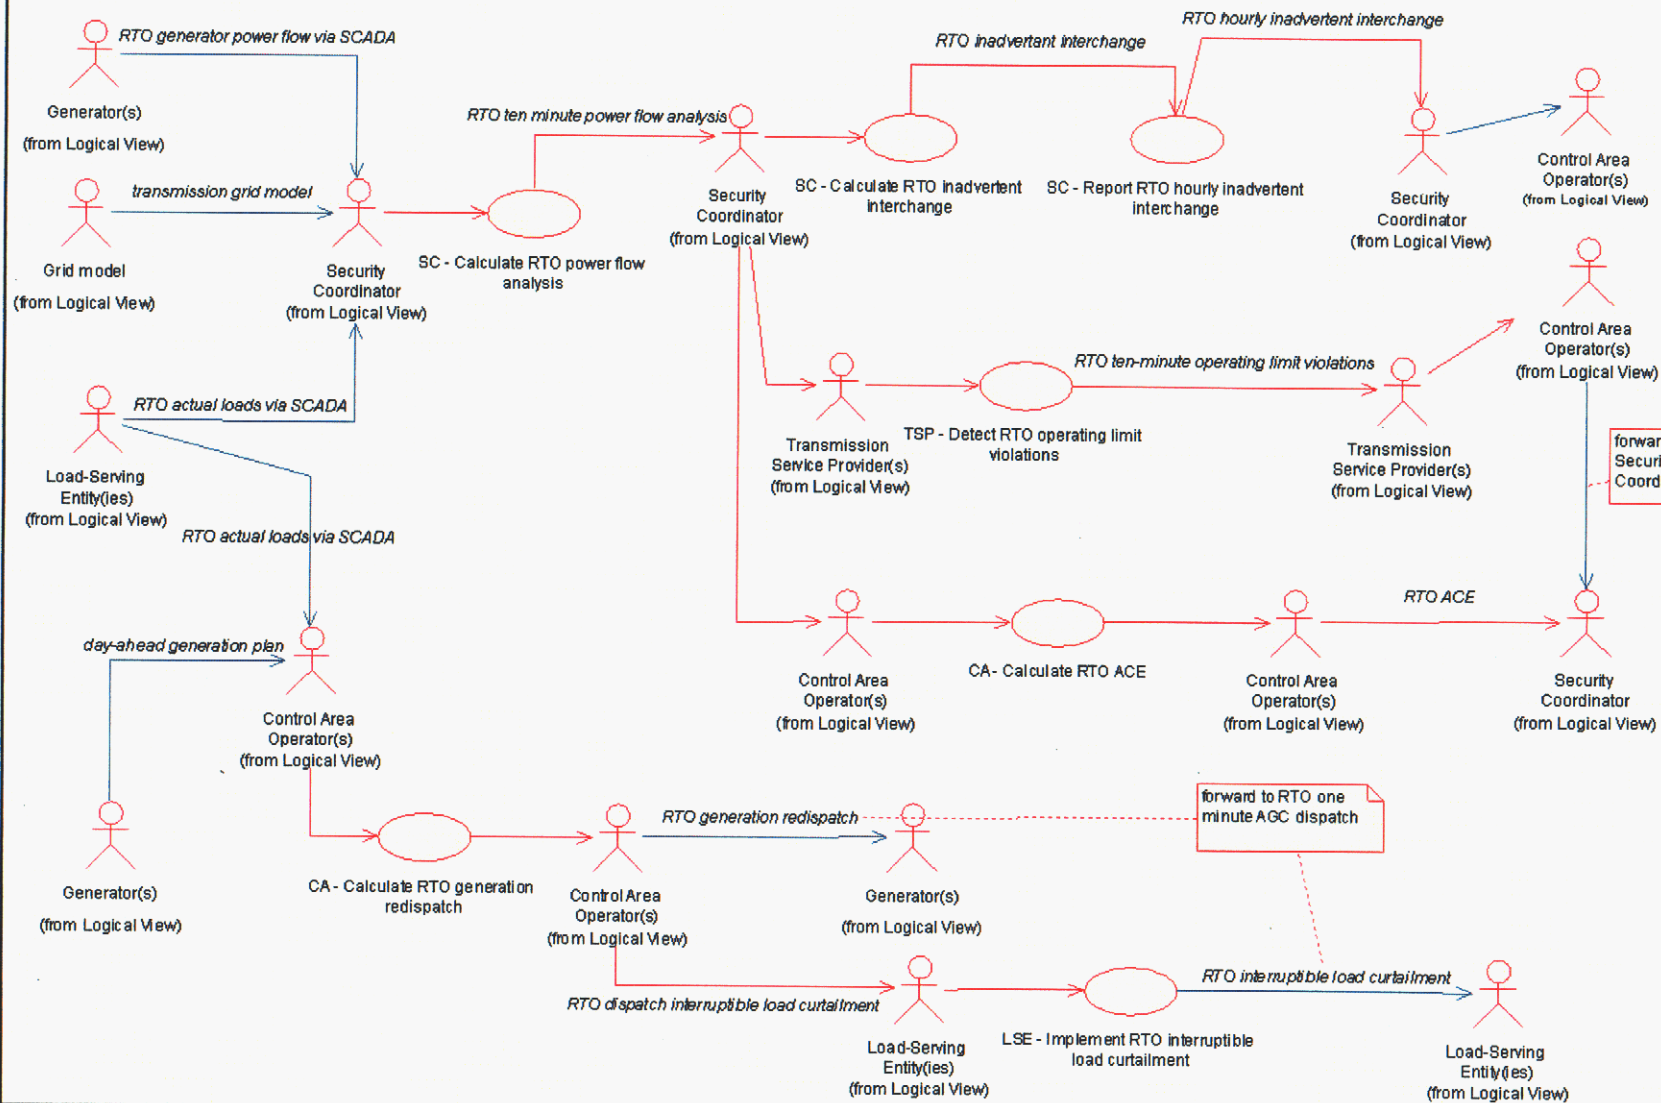 RTO generator power flow via SCADA
Generator(s)
(from Logical View)
transmission grid model
Grid model
(from Logical View)
Security
Coordinator
(from Logical View)
RTO actual loads via SCADA
Load-Serving
Entity(ies)
(from Logical View)
RTO actual loads via SCADA
day-ahead generation plan
Control Area
Operator(s)
(from Logical View)
Generator(s)
(from Logical View)
SC - Calculate RTO power flow
analysis
RTO ten minute power flow analysis
Security
Coordinator
(from Logical View)
RTO inadvertant interchange
SC - Calculate RTO inadvertent
interchange
RTO hourly inadvertent interchange
SC - Report RTO hourly inadvertent
interchange
Security
Coordinator
(from Logical View)
Control Area
Operator(s)
(from Logical View)
Control Area
Operator(s)
(from Logical View)
Transmission
Service Provider(s)
(from Logical View)
TSP - Detect RTO operating limit
violations
RTO ten-minute operating limit violations
Transmission
Service Provider(s)
(from Logical View)
Control Area
Operator(s)
(from Logical View)
CA - Calculate RTO ACE
Control Area
Operator(s)
(from Logical View)
RTO ACE
Security
Coordinator
(from Logical View)
CA - Calculate RTO generation
redispatch
Control Area
Operator(s)
(from Logical View)
RTO generation redispatch
Generator(s)
(from Logical View)
forward to RTO one
minute AGC dispatch
RTO dispatch interruptible load curtailment
Load-Serving
Entity(ies)
(from Logical View)
LSE - Implement RTO interruptible
load curtailment
RTO interruptible load curtailment
Load-Serving
Entity(ies)
(from Logical View)